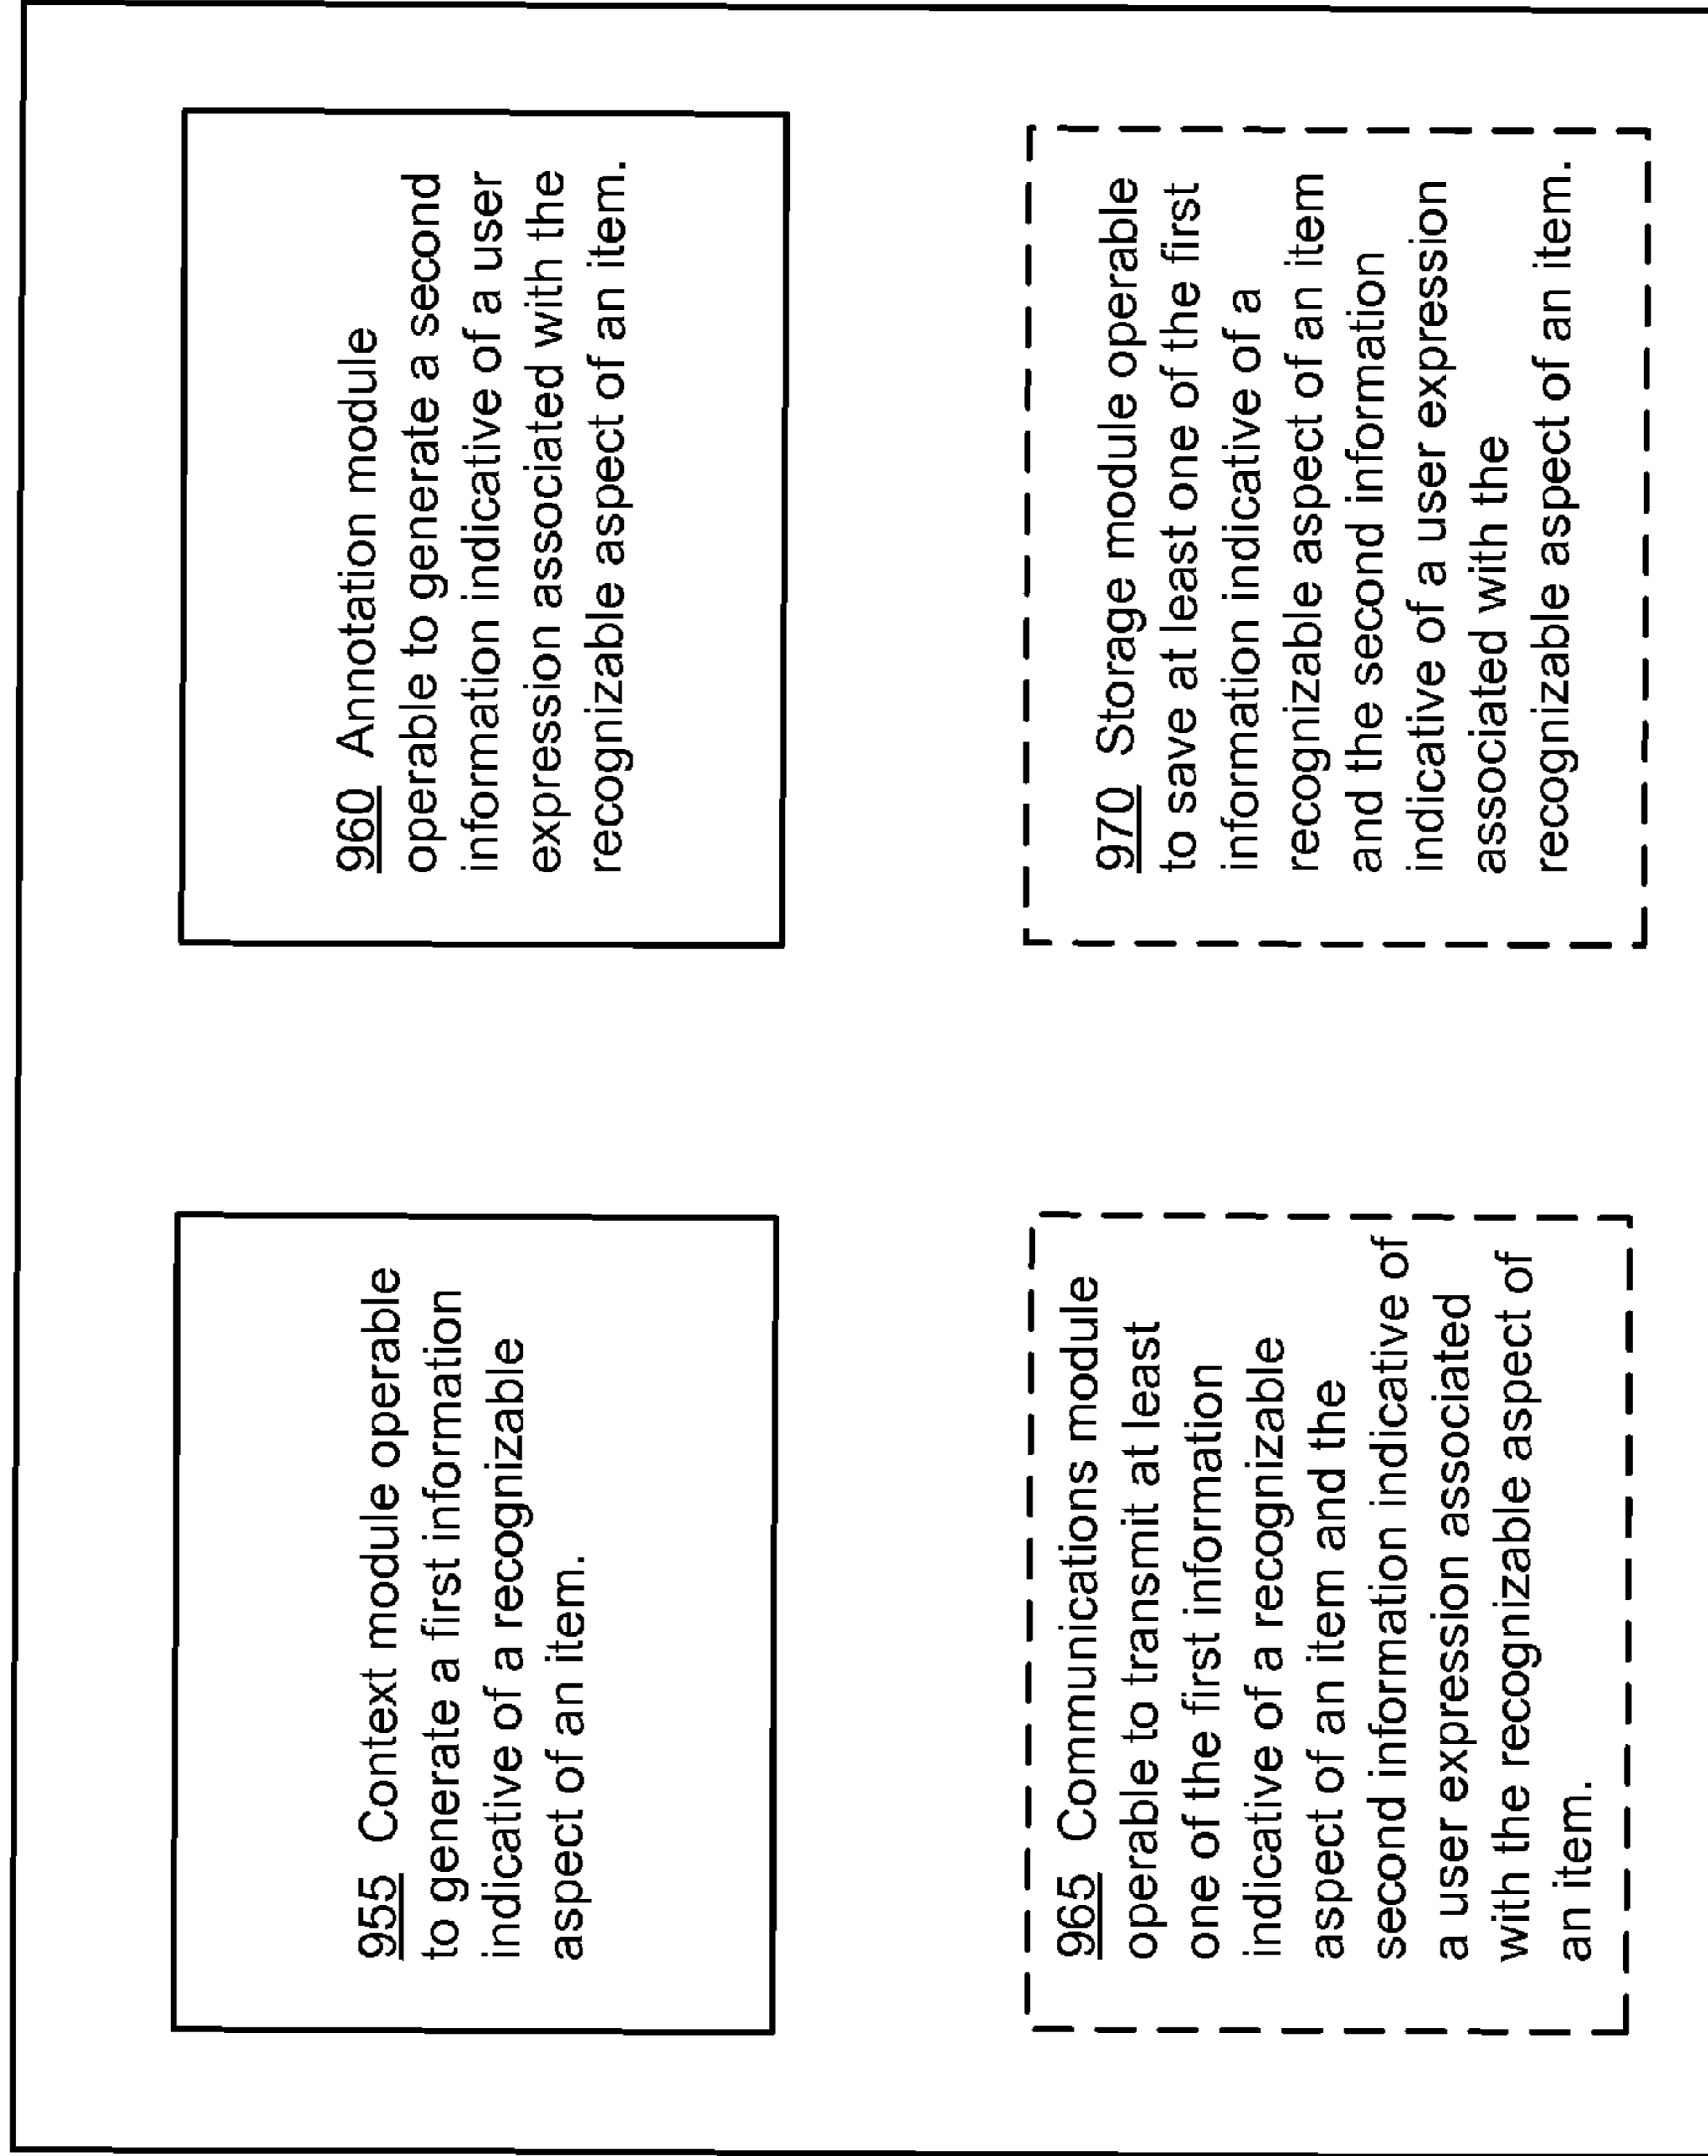 955 Context module operable
to generate a first information
indicative of a recognizable
aspect of an item.
960 Annotation module
operable to generate a second
information indicative of a user
expression associated with the
recognizable aspect of an item.
965 Communications module
operable to transmit at least
one of the first information
indicative of a recognizable
aspect of an item and the
second information indicative of
a user expression associated
with the recognizable aspect of
an item.
970 Storage module operable
to save at least one of the first
information indicative of a
recognizable aspect of an item
and the second information
indicative of a user expression
associated with the
recognizable aspect of an item.